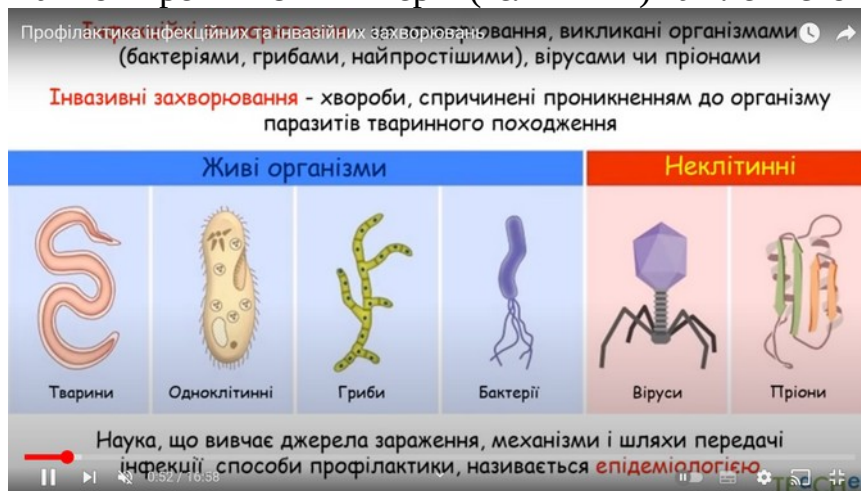 Профілактика інфекційних та інвазійних захворювань
захворювання, викликані організмами
(бактеріями, грибами, найпростішими), вірусами чи пріонами
Інвазивні захворювання - хвороби, спричинені проникненням до організму
паразитів тваринного походження
Живі організми
Неклітинні
Тварини
Одноклітинні
Гриби
Бактерії
Віруси
Пріони
Наука, що вивчає джерела зараження, механізми і шляхи передачі
інфекції способи профілактики, називається епідеміологією
0:52 / 16:58